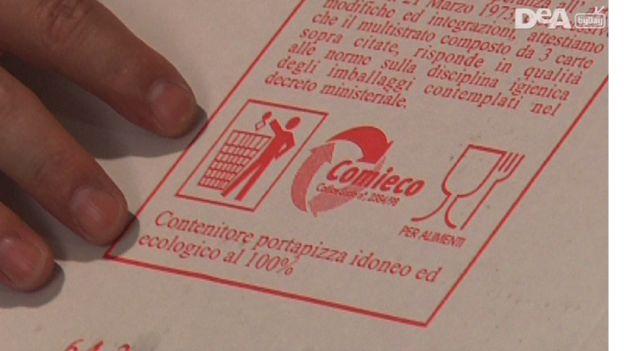 DeA
byDay
21 Marzo 197
modifiche ed integrazioni, attestiamo
che il multistrato composto da 3 carte
sopra citate, risponde in qualità
alle norme sulla disciplina igienica
degli imballaggi contemplati nel
decreto ministeriale.
Comieco
PER ALIMENTI
Contenitore portapizza idoneo ed
ecologico al 100%